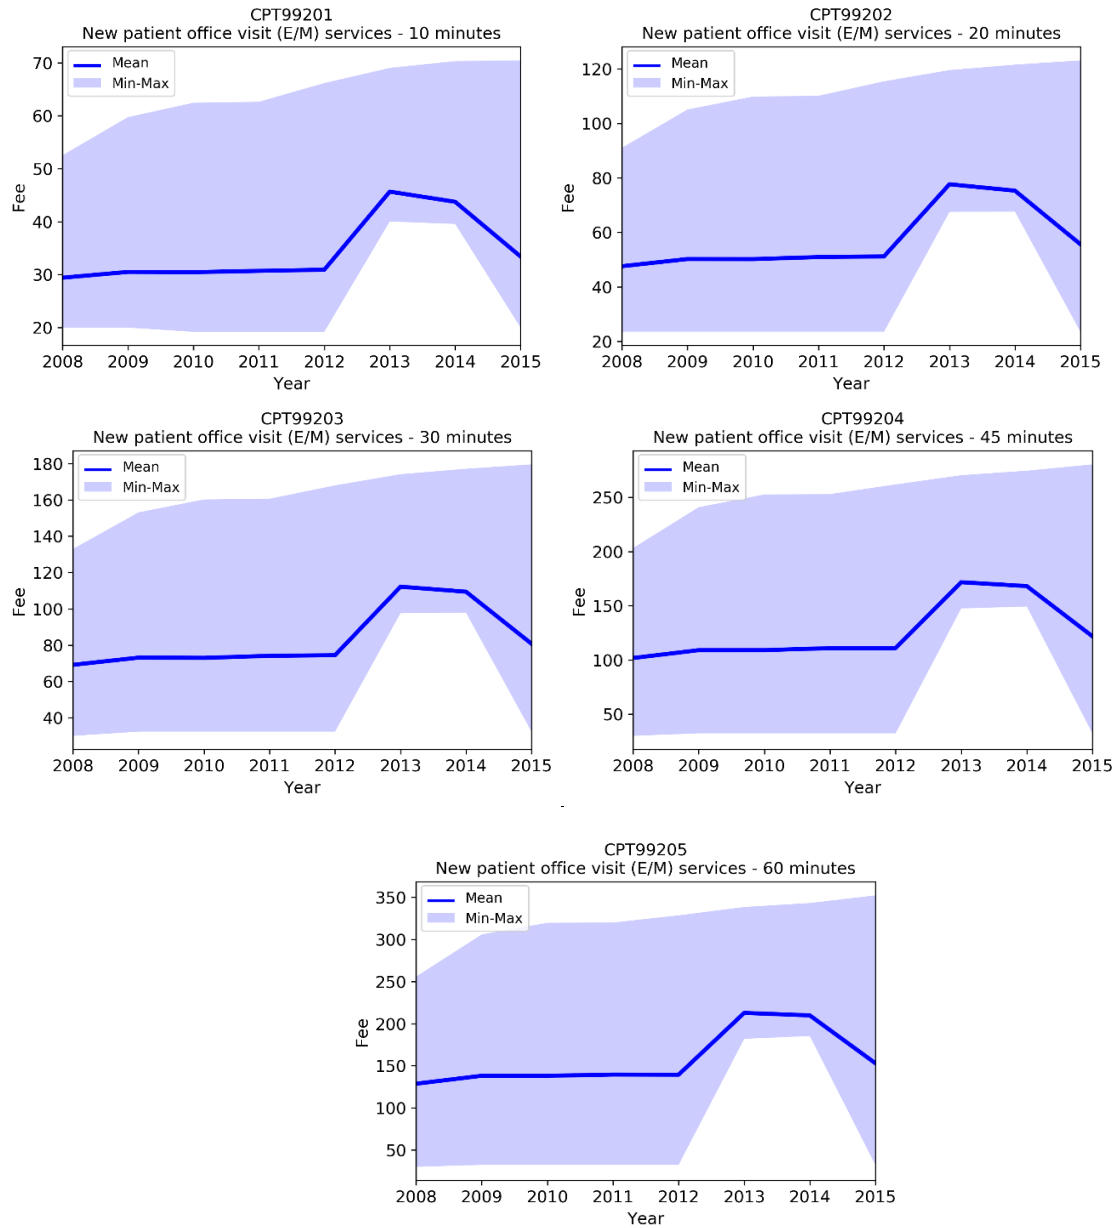 CPT99201
New patient office visit (E/M) services - 10 minutes
Mean
Min-Max
70
60
50
40
30
20
Fee
2008 2009 2010 2011 2012 2013 2014 2015
Year
CPT99202
New patient office visit (E/M) services - 20 minutes
Mean
Min-Max
120
100
80
60
40
20
Fee
2008 2009 2010 2011 2012 2013 2014 2015
Year
CPT99203
New patient office visit (E/M) services - 30 minutes
Mean
Min-Max
180
160
140
120
100
80
60
40
Fee
2008 2009 2010 2011 2012 2013 2014 2015
Year
CPT99204
New patient office visit (E/M) services - 45 minutes
Mean
Min-Max
250
200
150
100
50
Fee
2008 2009 2010 2011 2012 2013 2014 2015
Year
CPT99205
New patient office visit (E/M) services - 60 minutes
Mean
Min-Max
350
300
250
200
150
100
50
Fee
2008 2009 2010 2011 2012 2013 2014 2015
Year